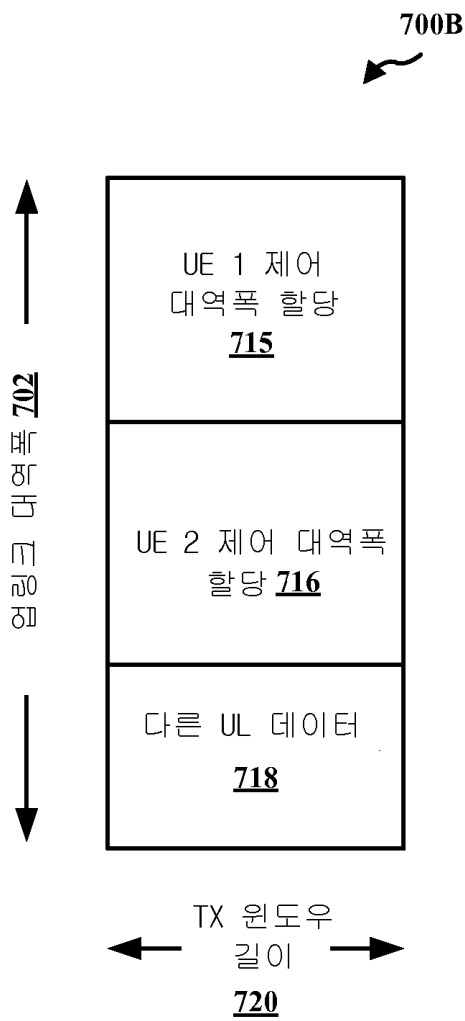 700B
UE 1 제어
대역폭 할당
715
업링크 대역폭 702
UE 2 제어 대역폭
할당 716
다른 UL 데이터
718
TX 윈도우
길이
720